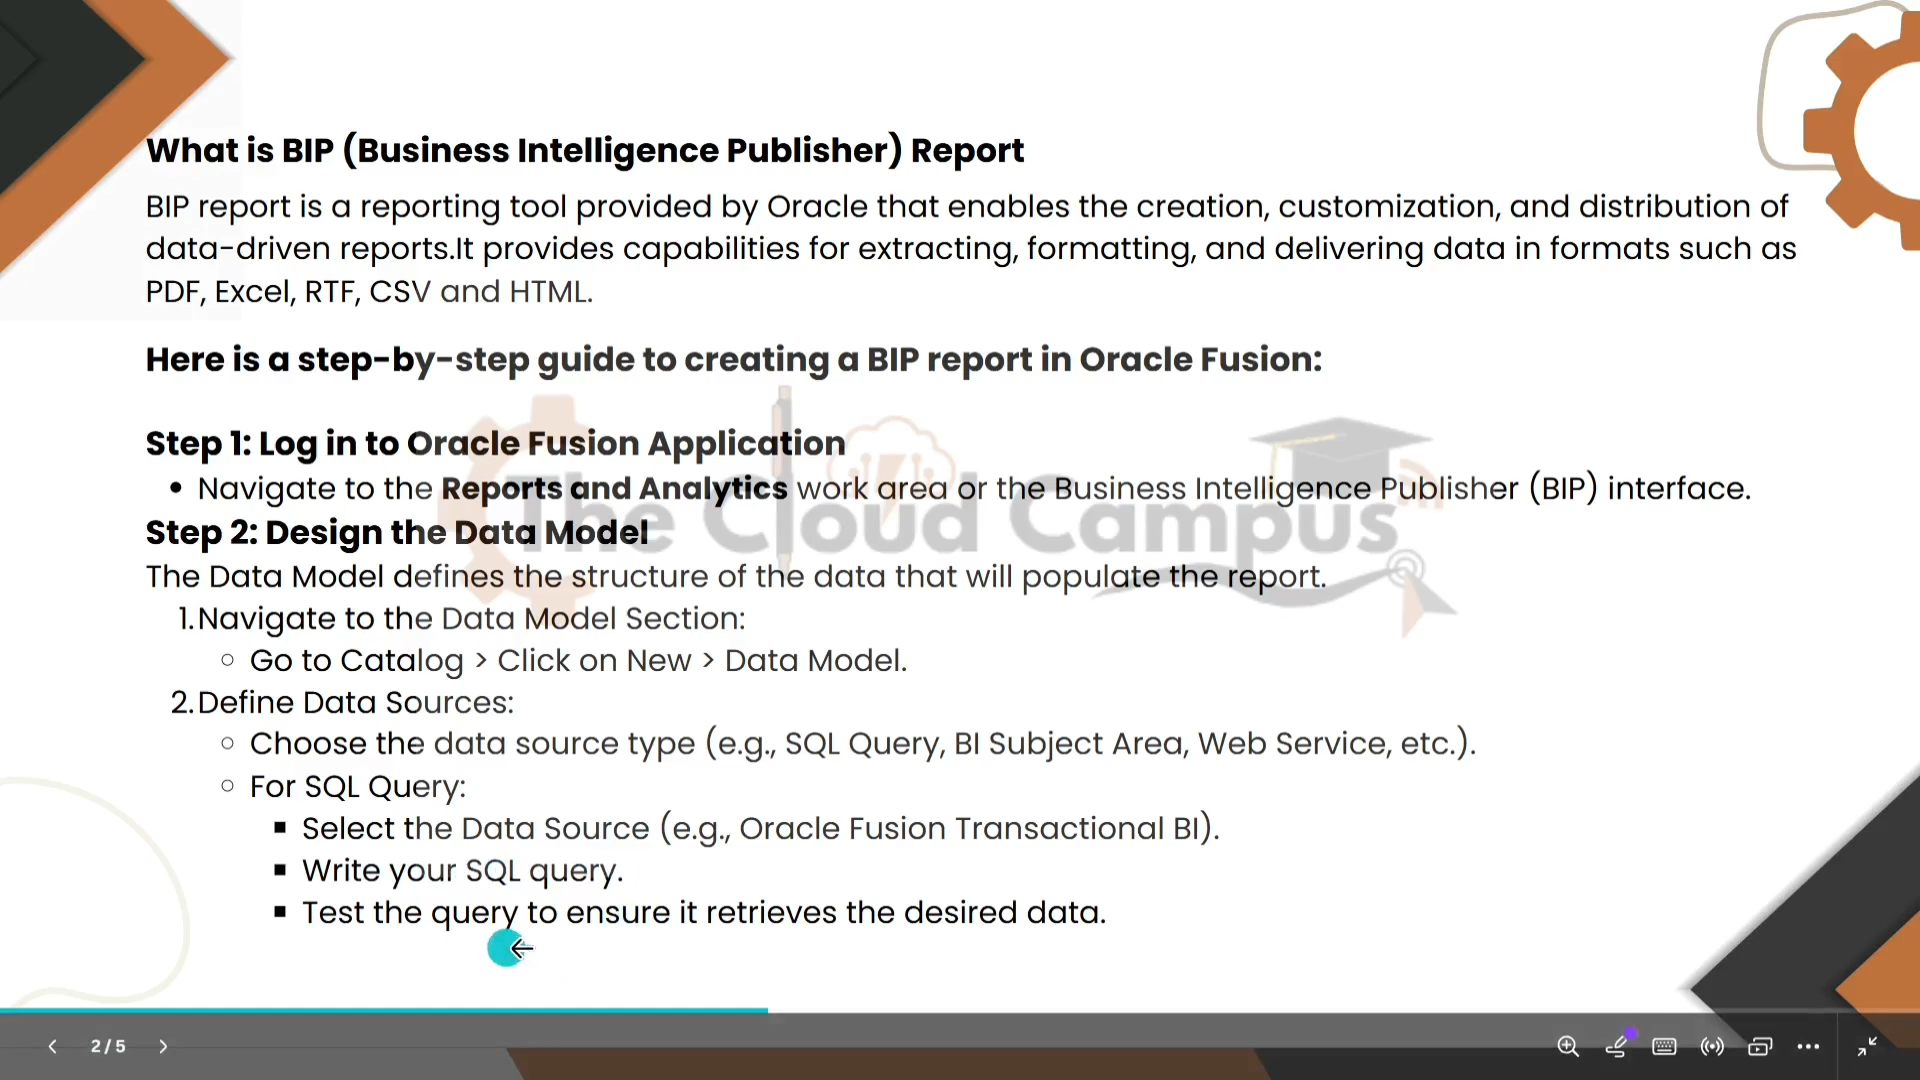 What is BIP (Business Intelligence Publisher) Report
BIP report is a reporting tool provided by Oracle that enables the creation, customization, and distribution of
data-driven reports.It provides capabilities for extracting, formatting, and delivering data in formats such as
PDF, Excel, RTF, CSV and HTML.
Here is a step-by-step guide to creating a BIP report in Oracle Fusion:
Step 1: Log in to Oracle Fusion Application
• Navigate to the Reports and Analytics work area or the Business Intelligence Publisher (BIP) interface.
The Cloud Campus
Step 2: Design the Data Model
The Data Model defines the structure of the data that will populate the report.
1. Navigate to the Data Model Section:
○ Go to Catalog > Click on New > Data Model.
2. Define Data Sources:
○ Choose the data source type (e.g., SQL Query, BI Subject Area, Web Service, etc.).
○ For SQL Query:
▪ Select the Data Source (e.g., Oracle Fusion Transactional BI).
▪ Write your SQL query.
▪ Test the query to ensure it retrieves the desired data.
2/5